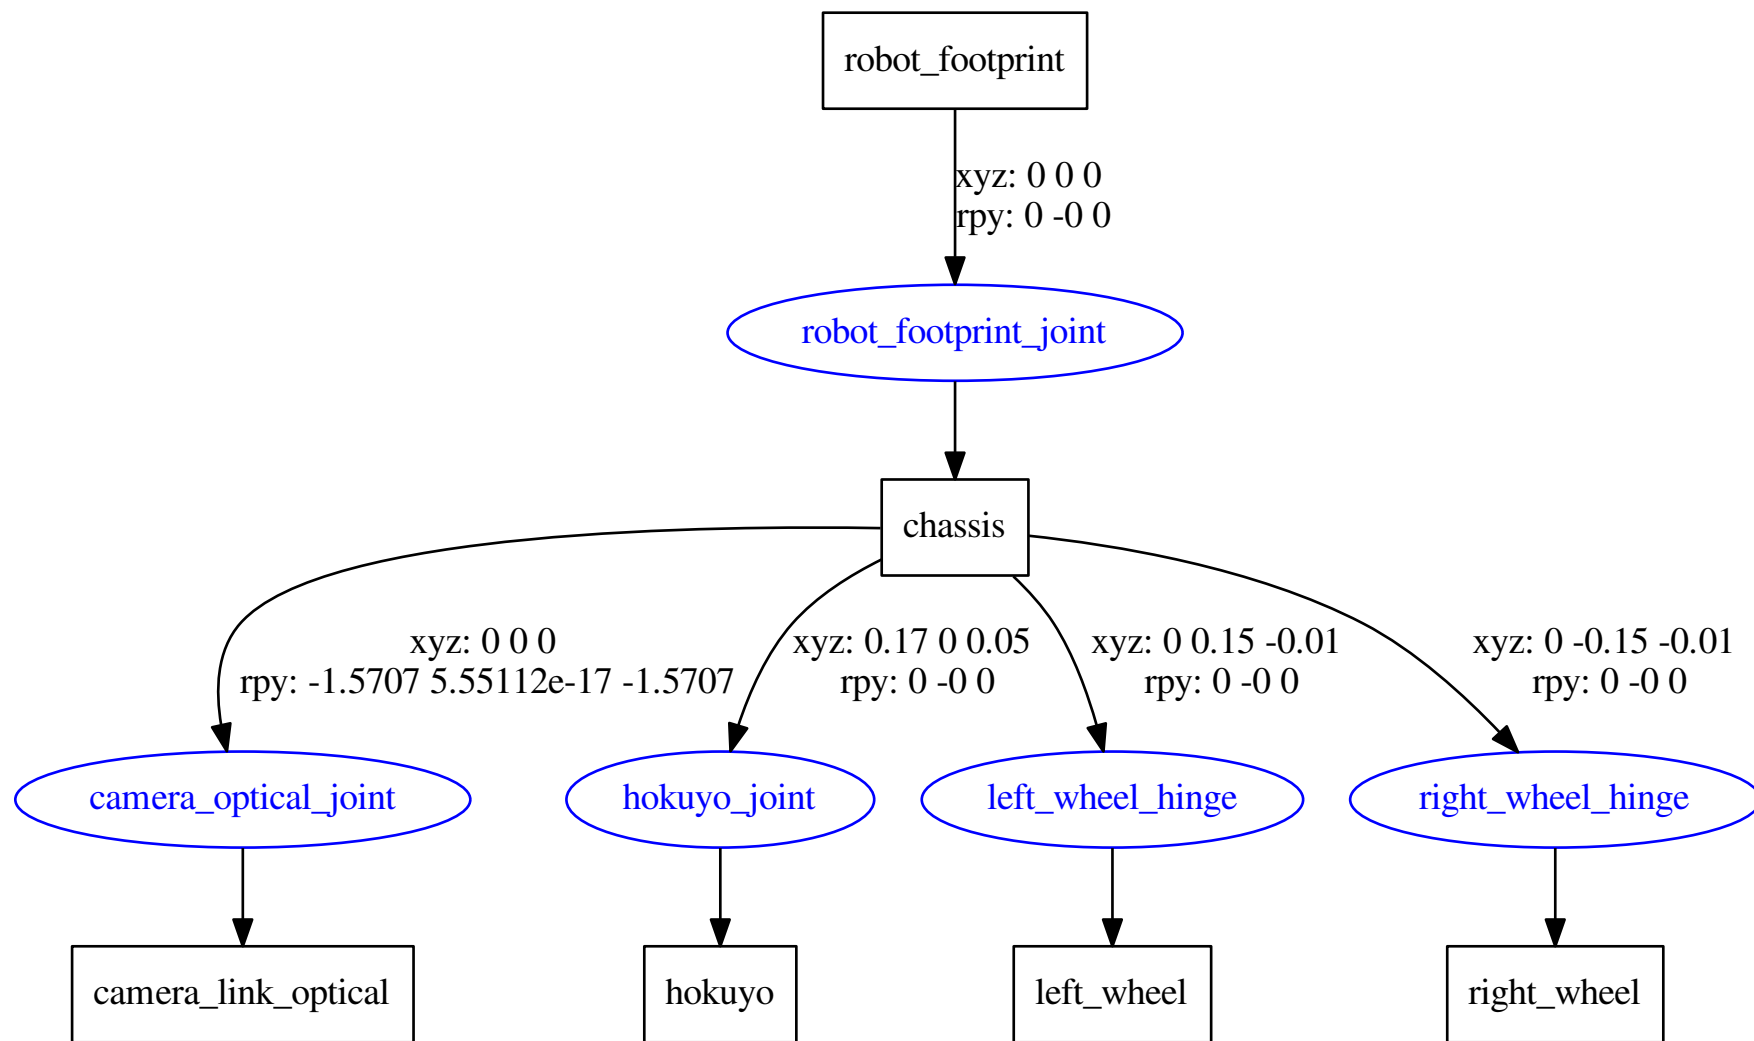 robot_footprint
xyz: 0 0 0
rpy: 0 -0 0
robot_footprint_joint
chassis
xyz: 0 0 0
rpy: -1.5707 5.55112e-17 -1.5707
xyz: 0.17 0 0.05
rpy: 0 -0 0
xyz: 0 0.15 -0.01
rpy: 0 -0 0
xyz: 0 -0.15 -0.01
rpy: 0 -0 0
camera_optical_joint
hokuyo_joint
left_wheel_hinge
right_wheel_hinge
camera_link_optical
hokuyo
left_wheel
right_wheel